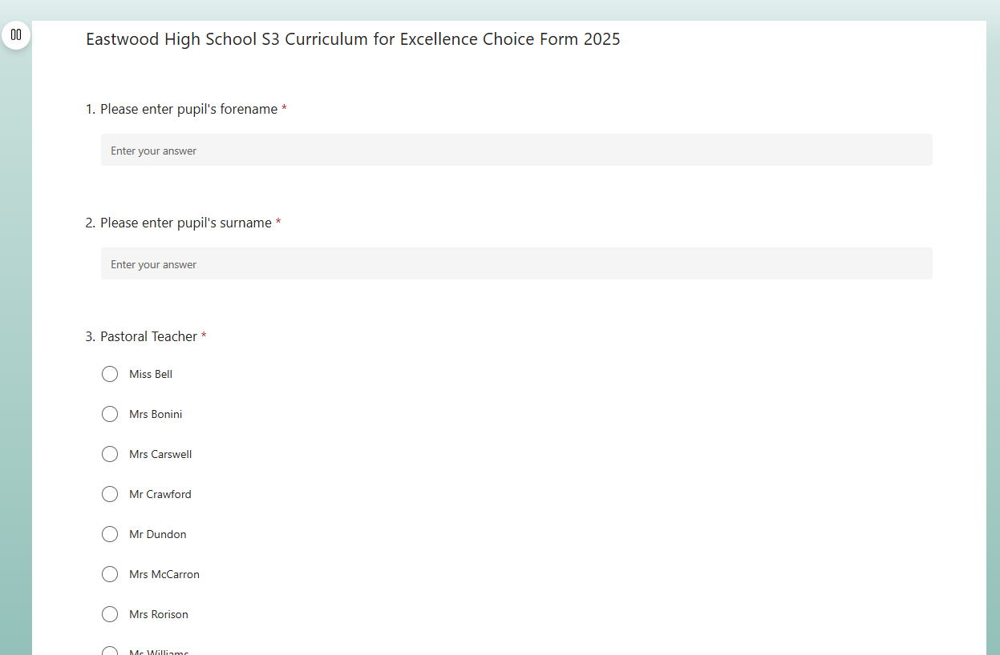 Eastwood High School S3 Curriculum for Excellence Choice Form 2025
1. Please enter pupil's forename *
Enter your answer
2. Please enter pupil's surname *
Enter your answer
3. Pastoral Teacher *
Miss Bell
Mrs Bonini
Mrs Carswell
Mr Crawford
Mr Dundon
Mrs McCarron
Mrs Rorison
Ms Williams